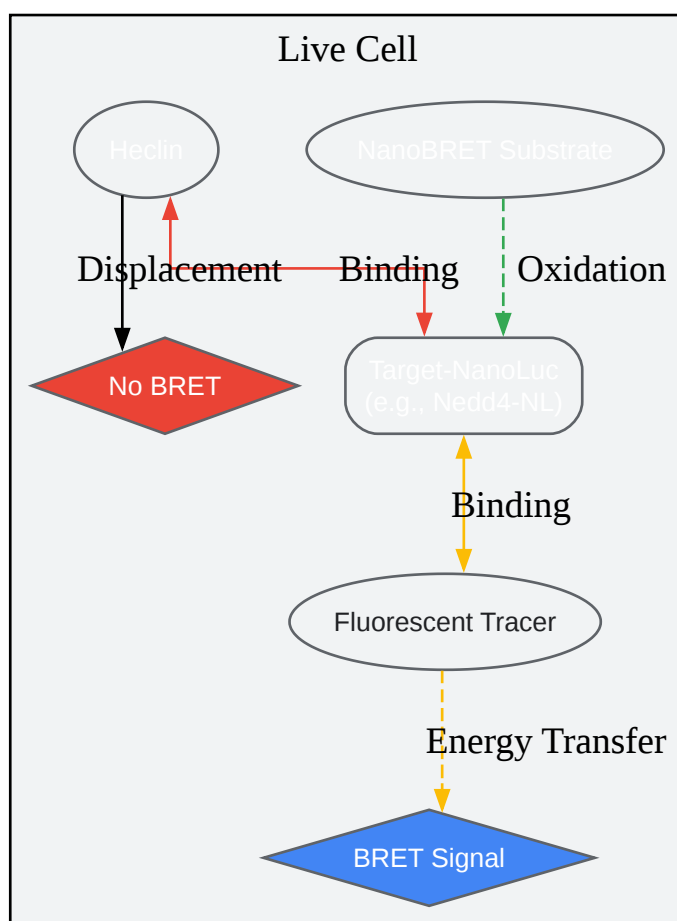 Live Cell
Heclin
NanoBRET Substrate
Displacement
Binding
Oxidation
No BRET
Target-NanoLuc
(e.g., Nedd4-NL)
Binding
Fluorescent Tracer
Energy Transfer
BRET Signal